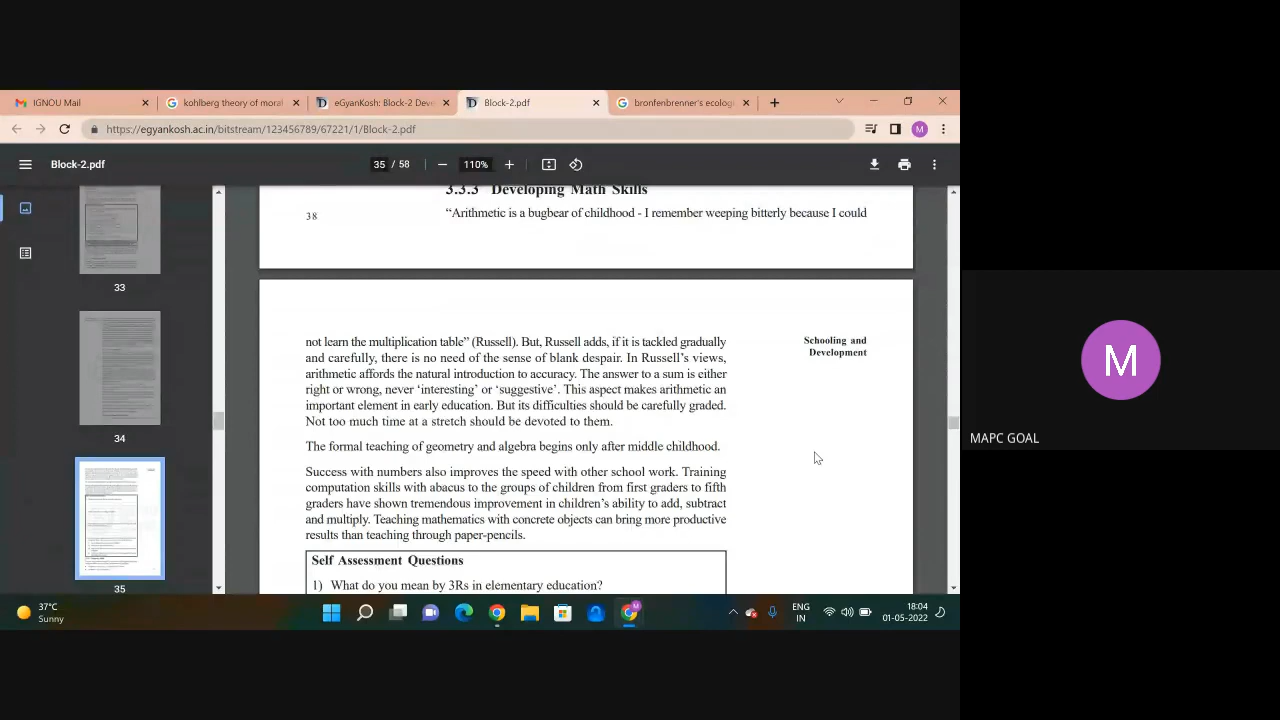 IGNOU Mail
kohlberg theory of mora
eGyanKosh: Block-2 Deve
Block-2.pdf
bronfenbrenner's ecologi
https://egyankosh.ac.in/bitstream/123456789/67221/1/Block-2.pdf
M
Block-2.pdf
35 / 58
110%
33
34
35
3.3.3 Developing Math Skills
38
“Arithmetic is a bugbear of childhood - I remember weeping bitterly because I could
not learn the multiplication table” (Russell). But, Russell adds, if it is tackled gradually
and carefully, there is no need of the sense of blank despair. In Russell’s views,
arithmetic affords the natural introduction to accuracy. The answer to a sum is either
right or wrong, never ‘interesting’ or ‘suggestive’. This aspect makes arithmetic an
important element in early education. But its difficulties should be carefully graded.
Not too much time at a stretch should be devoted to them.
Schooling and
Development
The formal teaching of geometry and algebra begins only after middle childhood.
Success with numbers also improves the speed with other school work. Training
computation skills with abacus to the groups of children from first graders to fifth
graders have shown tremendous improvement in children’s ability to add, subtract
and multiply. Teaching mathematics with concrete objects can bring more productive
results than teaching through paper-pencils.
Self Assessment Questions
1) What do you mean by 3Rs in elementary education?
M
MAPC GOAL
37°C
Sunny
ENG
IN
18:04
01-05-2022